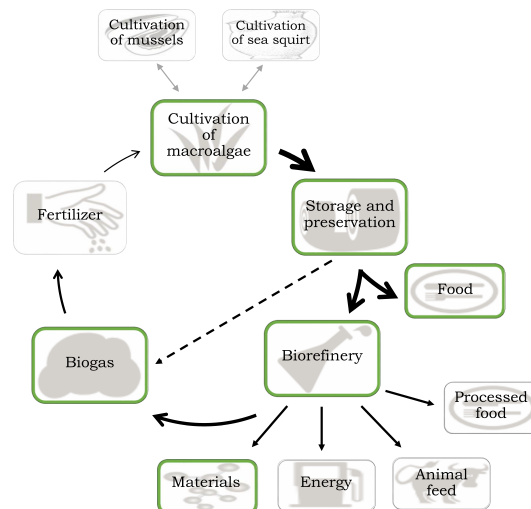 Cultivation
of mussels
Cultivation
of sea squirt
Cultivation
of
macroalgae
Storage and
preservation
Fertilizer
Food
Biogas
Biorefinery
Processed
food
Materials
Energy
Animal
feed